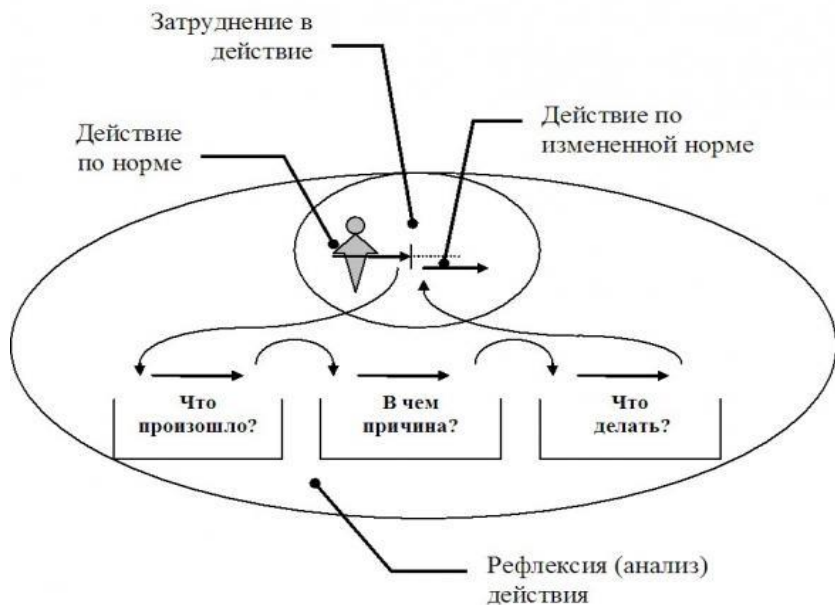 Затруднение в
действие
Действие
по норме
Действие по
измененной норме
Что
произошло?
В чем
причина?
Что
делать?
Рефлексия (анализ)
действия